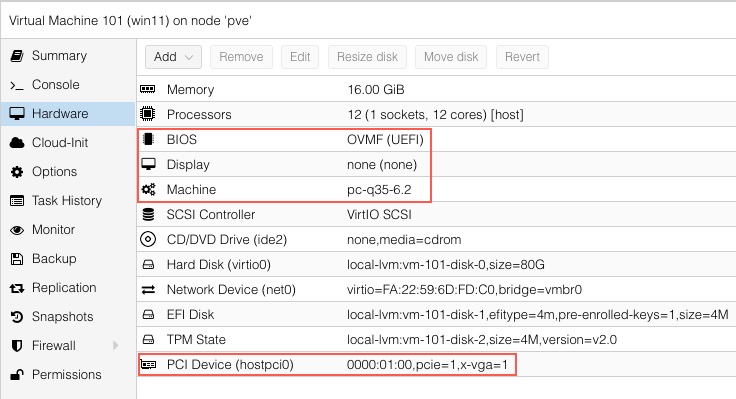 Virtual Machine 101 (win11) on node 'pve'
Summary
Console
Hardware
Cloud-Init
Options
Task History
Monitor
Backup
Replication
Snapshots
Firewall
Permissions
Add Remove Edit Resize disk Move disk Revert
Memory 16.00 GiB
Processors 12 (1 sockets, 12 cores) [host]
BIOS OVMF (UEFI)
Display none (none)
Machine pc-q35-6.2
SCSI Controller VirtIO SCSI
CD/DVD Drive (ide2) none,media=cdrom
Hard Disk (virtio0) local-lvm:vm-101-disk-0,size=80G
Network Device (net0) virtio=FA:22:59:6D:FD:C0,bridge=vmbr0
EFI Disk local-lvm:vm-101-disk-1,efitype=4m,pre-enrolled-keys=1,size=4M
TPM State local-lvm:vm-101-disk-2,size=4M,version=v2.0
PCI Device (hostpci0) 0000:01:00,pcie=1,x-vga=1